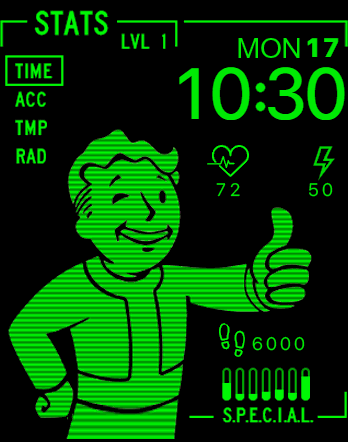 STATS
LVL 1
MON 17
10:30
TIME
ACC
TMP
RAD
72
50
6000
S.P.E.C.I.A.L.